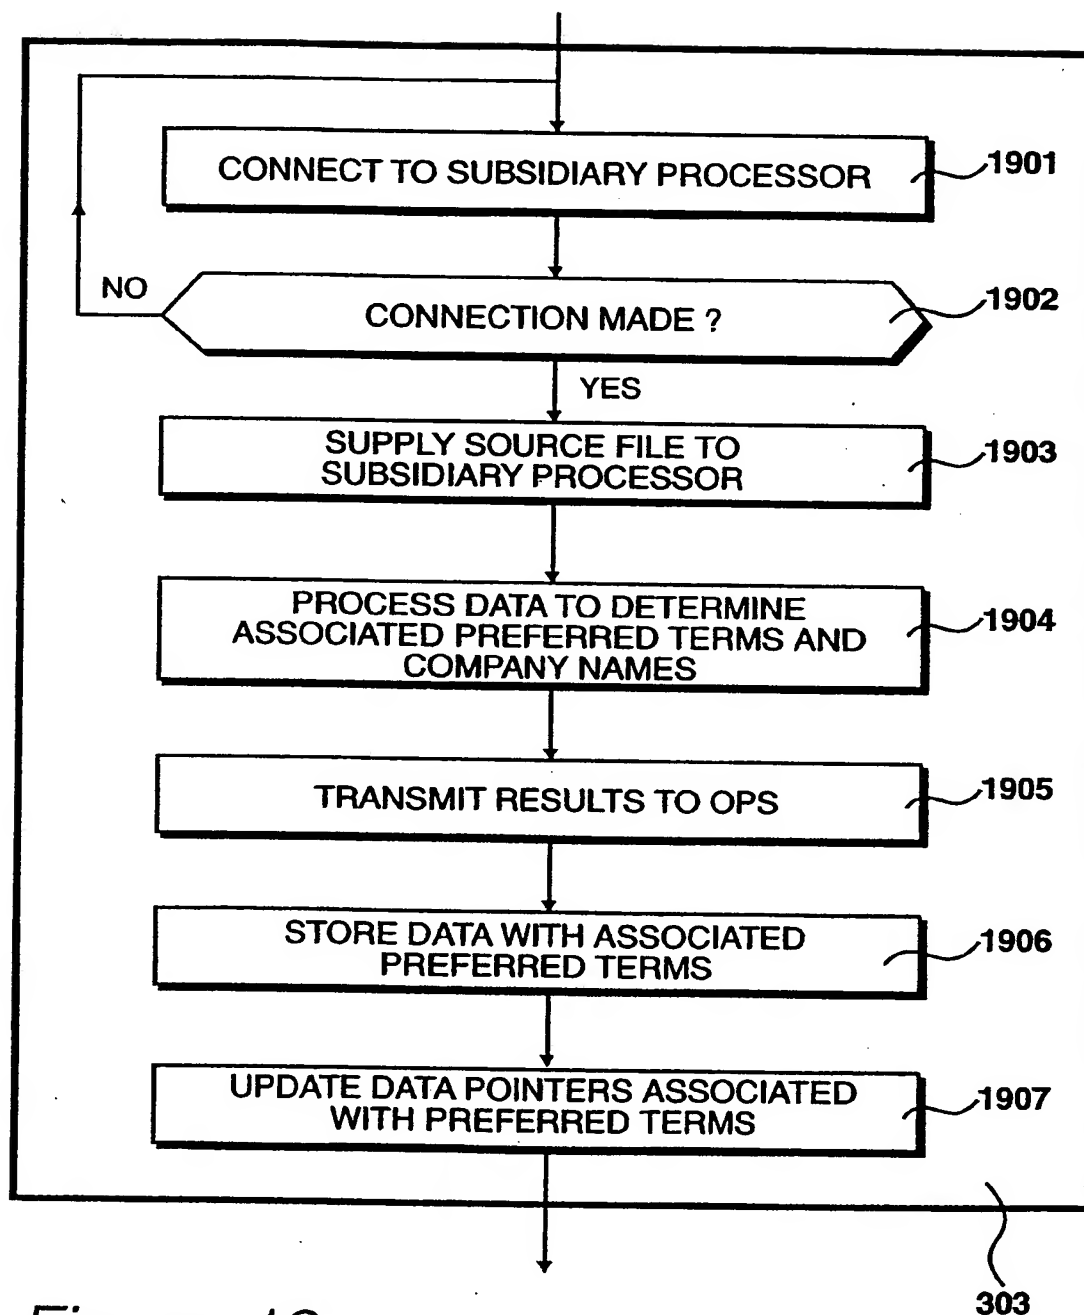 CONNECT TO SUBSIDIARY PROCESSOR
1901
NO
CONNECTION MADE ?
1902
YES
SUPPLY SOURCE FILE TO
SUBSIDIARY PROCESSOR
1903
PROCESS DATA TO DETERMINE
ASSOCIATED PREFERRED TERMS AND
COMPANY NAMES
1904
TRANSMIT RESULTS TO OPS
1905
STORE DATA WITH ASSOCIATED
PREFERRED TERMS
1906
UPDATE DATA POINTERS ASSOCIATED
WITH PREFERRED TERMS
1907
303